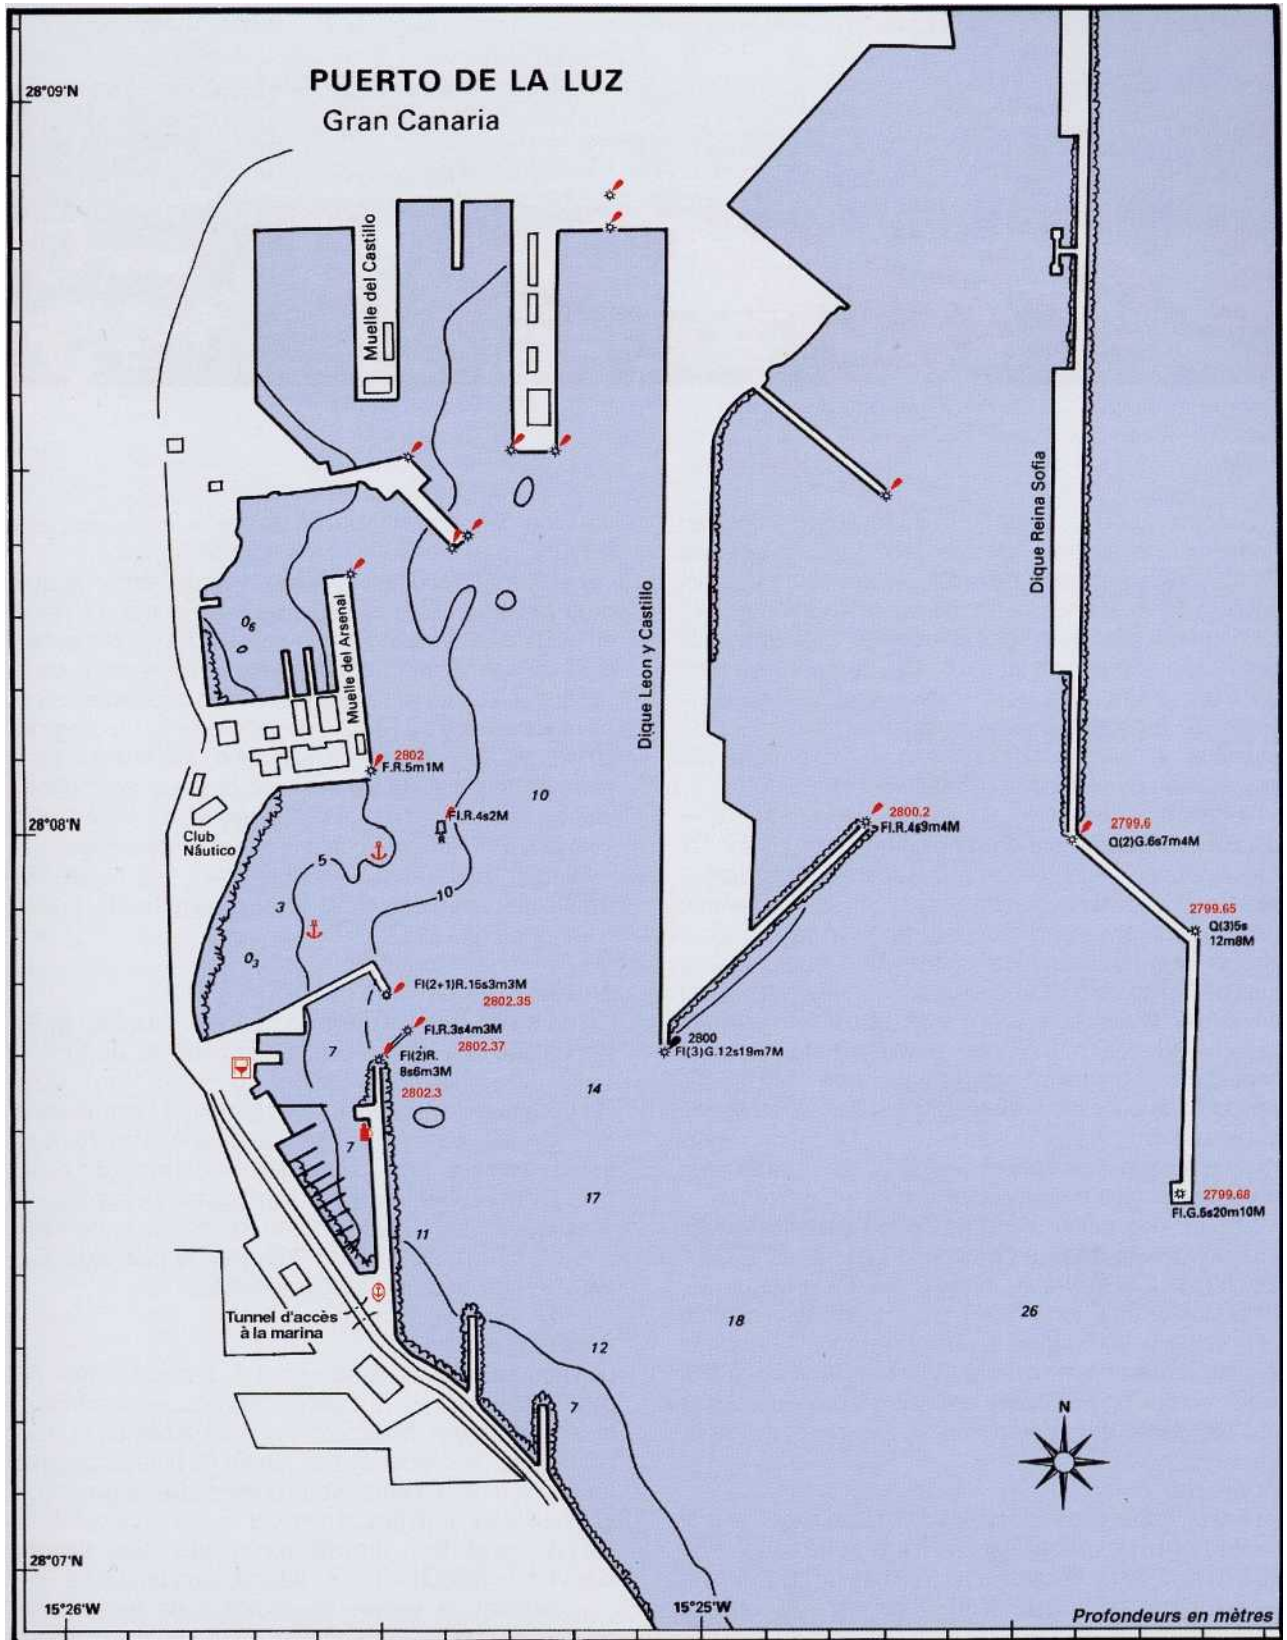 28°09'N
PUERTO DE LA LUZ
Gran Canaria
Muelle del Castillo
Dique Reina Sofia
Dique Leon y Castillo
Muelle del Arsenal
0₆
2802
F.R.5m1M
Fl.R.4s2M
R
10
2800.2
Fl.R.4s9m4M
2799.6
Q(2)G.6s7m4M
28°08'N
Club
Náutico
5
10
3
0₃
2799.65
Q(3)5s
12m8M
Fl(2+1)R.15s3m3M
2802.35
Fl.R.3s4m3M
2802.37
Fl(2)R.
8s6m3M
2802.3
7
2800
Fl(3)G.12s19m7M
14
7
17
2799.68
Fl.G.5s20m10M
11
Tunnel d'accès
à la marina
18
26
12
7
N
28°07'N
15°26'W
15°25'W
Profondeurs en mètres